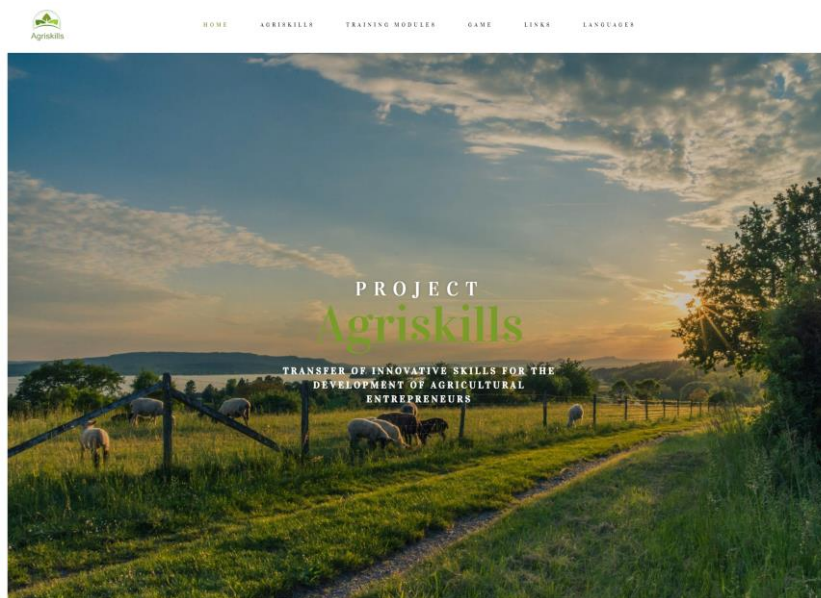 Agriskills
HOME AGRISKILLS TRAINING MODULES GAME LINKS LANGUAGES
PROJECT
Agriskills
TRANSFER OF INNOVATIVE SKILLS FOR THE
DEVELOPMENT OF AGRICULTURAL
ENTREPRENEURS